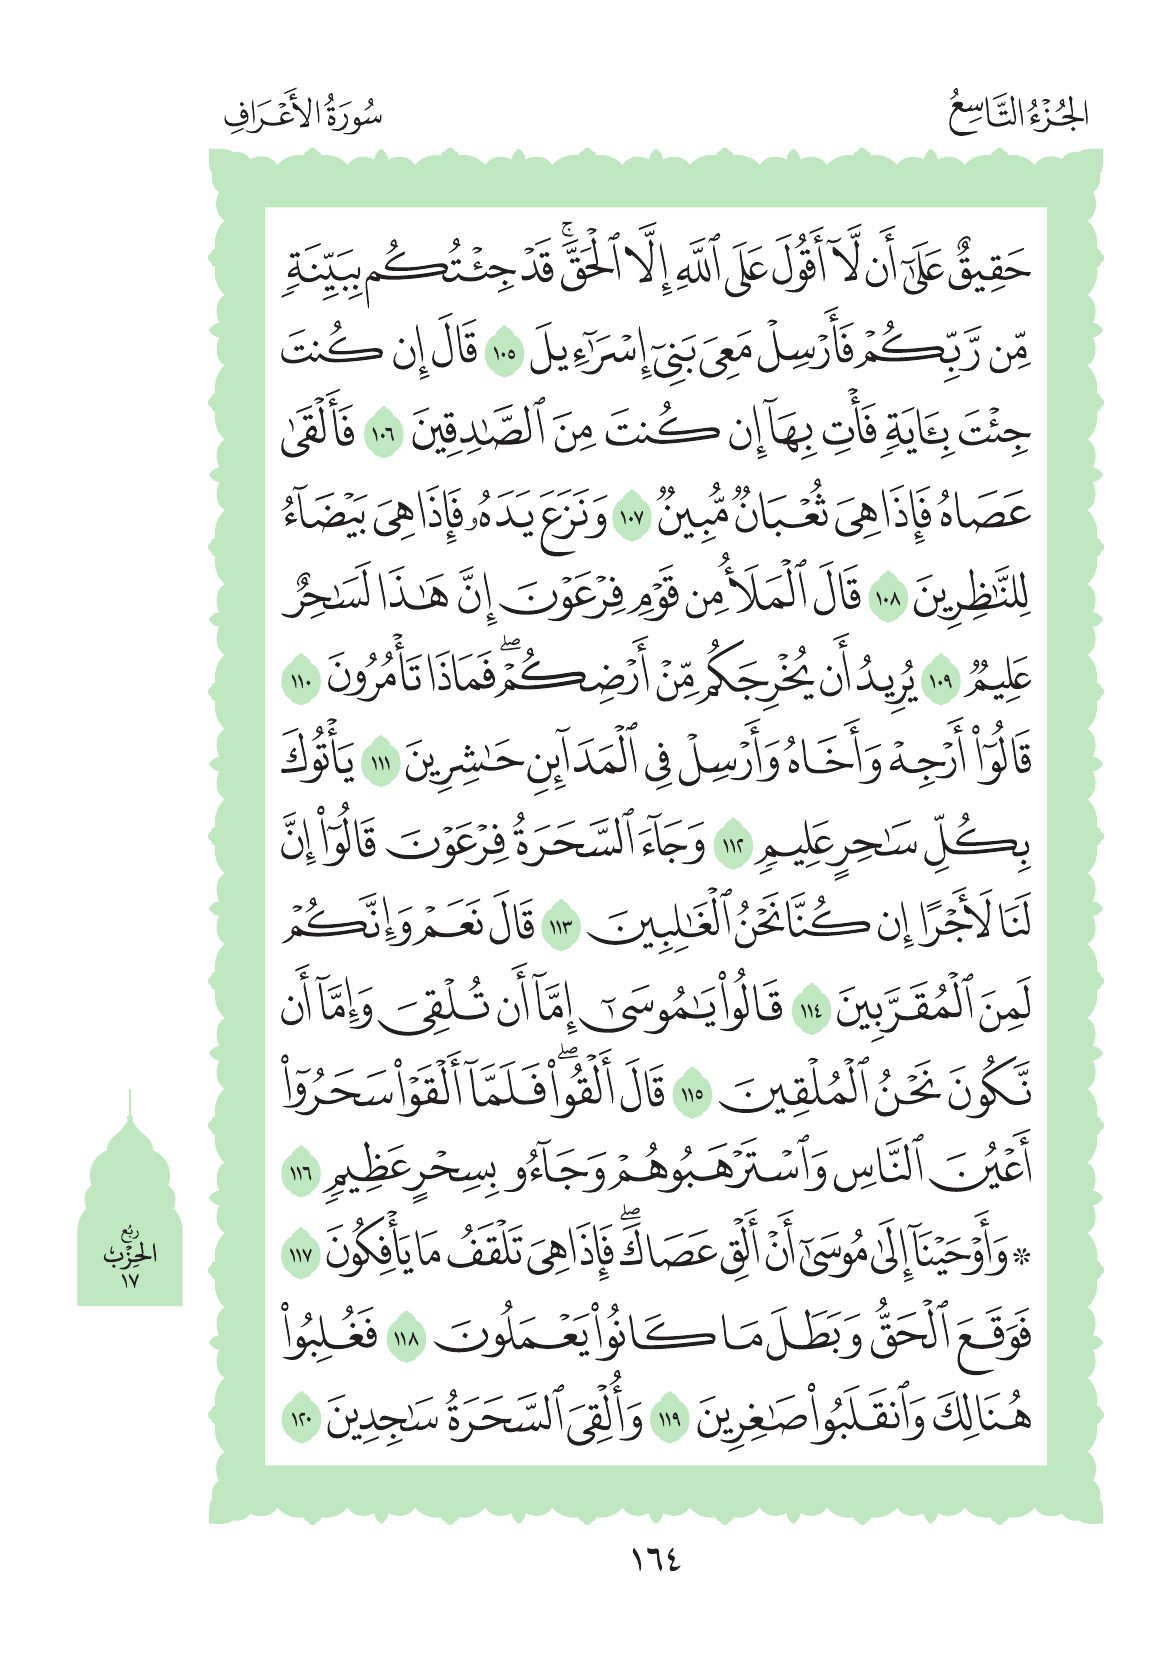 الجُزْءُ التَّاسِعُ
سُورَةُ الأَعْرَافِ
حَقِيقٌ عَلَىٰٓ أَن لَّآ أَقُولَ عَلَى ٱللَّهِ إِلَّا ٱلْحَقَّۚ قَدْ جِئْتُكُم بِبَيِّنَةٖ
مِّن رَّبِّكُمْ فَأَرْسِلْ مَعِيَ بَنِيٓ إِسْرَٰٓءِيلَ ١٠٥ قَالَ إِن كُنتَ
جِئْتَ بِـَٔايَةٖ فَأْتِ بِهَآ إِن كُنتَ مِنَ ٱلصَّٰدِقِينَ ١٠٦ فَأَلْقَىٰ
عَصَاهُ فَإِذَا هِيَ ثُعْبَانٞ مُّبِينٞ ١٠٧ وَنَزَعَ يَدَهُۥ فَإِذَا هِيَ بَيْضَآءُ
لِلنَّٰظِرِينَ ١٠٨ قَالَ ٱلْمَلَأُ مِن قَوْمِ فِرْعَوْنَ إِنَّ هَٰذَا لَسَٰحِرٌ
عَلِيمٞ ١٠٩ يُرِيدُ أَن يُخْرِجَكُم مِّنْ أَرْضِكُمْۖ فَمَاذَا تَأْمُرُونَ ١١٠
قَالُوٓاْ أَرْجِهْ وَأَخَاهُ وَأَرْسِلْ فِي ٱلْمَدَآئِنِ حَٰشِرِينَ ١١١ يَأْتُوكَ
بِكُلِّ سَٰحِرٍ عَلِيمٖ ١١٢ وَجَآءَ ٱلسَّحَرَةُ فِرْعَوْنَ قَالُوٓاْ إِنَّ
لَنَا لَأَجْرًا إِن كُنَّا نَحْنُ ٱلْغَٰلِبِينَ ١١٣ قَالَ نَعَمْ وَإِنَّكُمْ
لَمِنَ ٱلْمُقَرَّبِينَ ١١٤ قَالُواْ يَٰمُوسَىٰٓ إِمَّآ أَن تُلْقِيَ وَإِمَّآ أَن
نَّكُونَ نَحْنُ ٱلْمُلْقِينَ ١١٥ قَالَ أَلْقُواْۖ فَلَمَّآ أَلْقَوْاْ سَحَرُوٓاْ
أَعْيُنَ ٱلنَّاسِ وَٱسْتَرْهَبُوهُمْ وَجَآءُو بِسِحْرٍ عَظِيمٖ ١١٦
۞ وَأَوْحَيْنَآ إِلَىٰ مُوسَىٰٓ أَنْ أَلْقِ عَصَاكَۖ فَإِذَا هِيَ تَلْقَفُ مَا يَأْفِكُونَ ١١٧
فَوَقَعَ ٱلْحَقُّ وَبَطَلَ مَا كَانُواْ يَعْمَلُونَ ١١٨ فَغُلِبُواْ
هُنَالِكَ وَٱنقَلَبُواْ صَٰغِرِينَ ١١٩ وَأُلْقِيَ ٱلسَّحَرَةُ سَٰجِدِينَ ١٢٠
رُبُع
الحِزْب
١٧
١٦٤